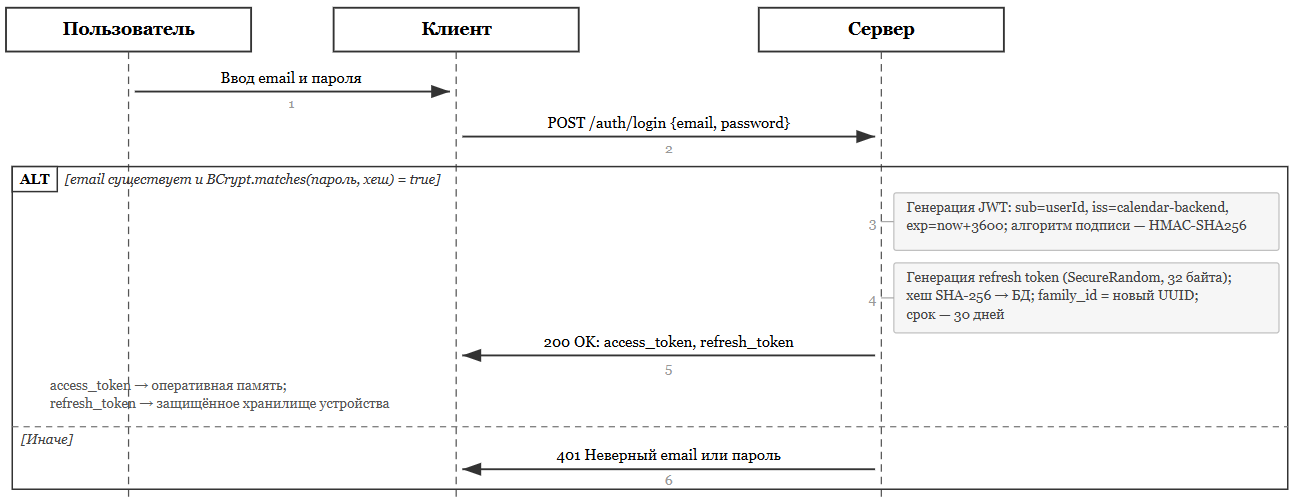 Пользователь
Клиент
Сервер
Ввод email и пароля
1
POST /auth/login {email, password}
2
ALT
[email существует и BCrypt.matches(пароль, хеш) = true]
3
Генерация JWT: sub=userId, iss=calendar-backend,
exp=now+3600; алгоритм подписи — HMAC-SHA256
4
Генерация refresh token (SecureRandom, 32 байта);
хеш SHA-256 → БД; family_id = новый UUID;
срок — 30 дней
200 OK: access_token, refresh_token
5
access_token → оперативная память;
refresh_token → защищённое хранилище устройства
[Иначе]
401 Неверный email или пароль
6